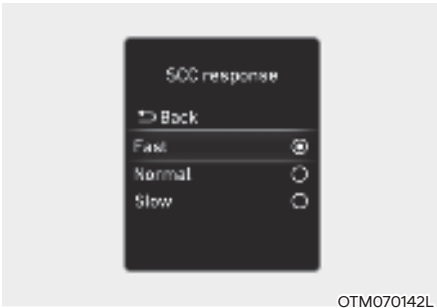 SCC response
Back
Fast
Normal
Slow
OTM070142L